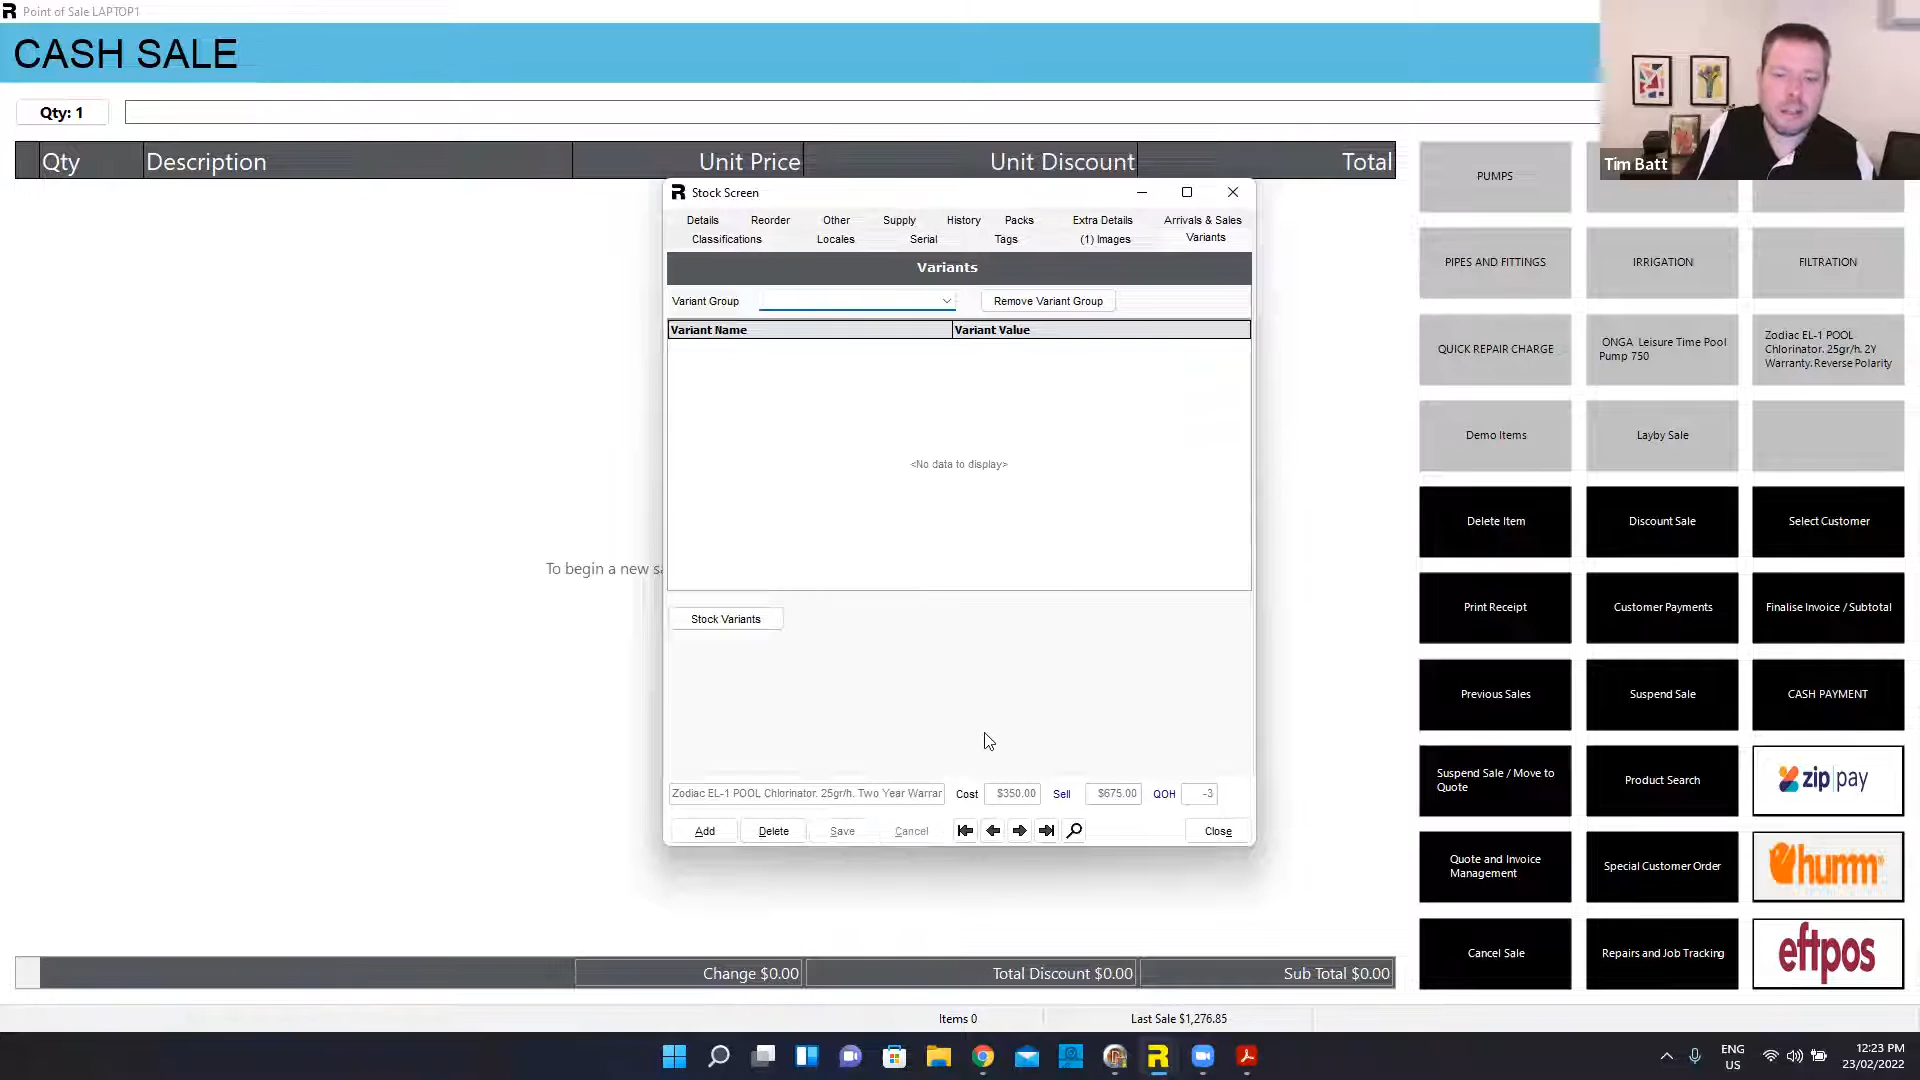 Point of Sale LAPTOP1
CASH SALE
Qty: 1
Qty Description Unit Price Unit Discount Total
Tim Batt
Stock Screen
Details Reorder Other Supply History Packs Extra Details Arrivals & Sales
Classifications Locales Serial Tags (1) Images Variants
Variants
Variant Group Remove Variant Group
Variant Name Variant Value
<No data to display>
To begin a new sa
Stock Variants
Zodiac EL-1 POOL Chlorinator. 25gr/h. Two Year Warrar Cost $350.00 Sell $675.00 QOH -3
Add Delete Save Cancel Close
PUMPS
PIPES AND FITTINGS IRRIGATION FILTRATION
QUICK REPAIR CHARGE
ONGA Leisure Time Pool
Pump 750
Zodiac EL-1 POOL
Chlorinator. 25gr/h. 2Y
Warranty. Reverse Polarity
Demo Items Layby Sale
Delete Item Discount Sale Select Customer
Print Receipt Customer Payments Finalise Invoice / Subtotal
Previous Sales Suspend Sale CASH PAYMENT
Suspend Sale / Move to
Quote
Product Search
zip pay
Quote and Invoice
Management
Special Customer Order
humm
Cancel Sale Repairs and Job Tracking
eftpos
Change $0.00 Total Discount $0.00 Sub Total $0.00
Items 0 Last Sale $1,276.85
ENG
US
12:23 PM
23/02/2022